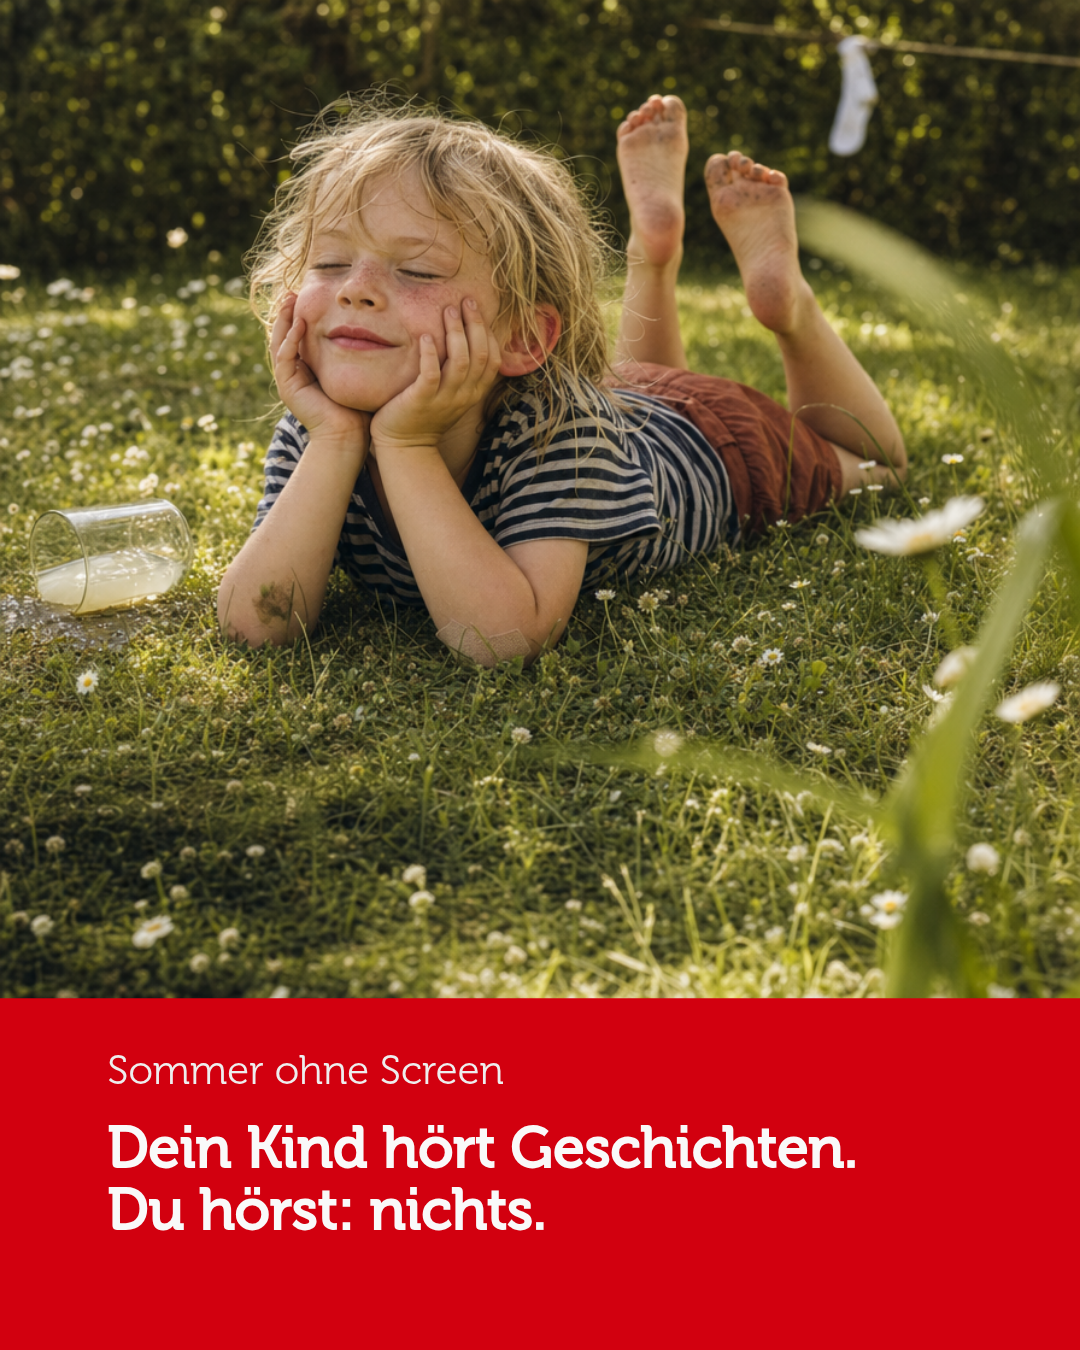 Sommer ohne Screen
Dein Kind hört Geschichten.
Du hörst: nichts.